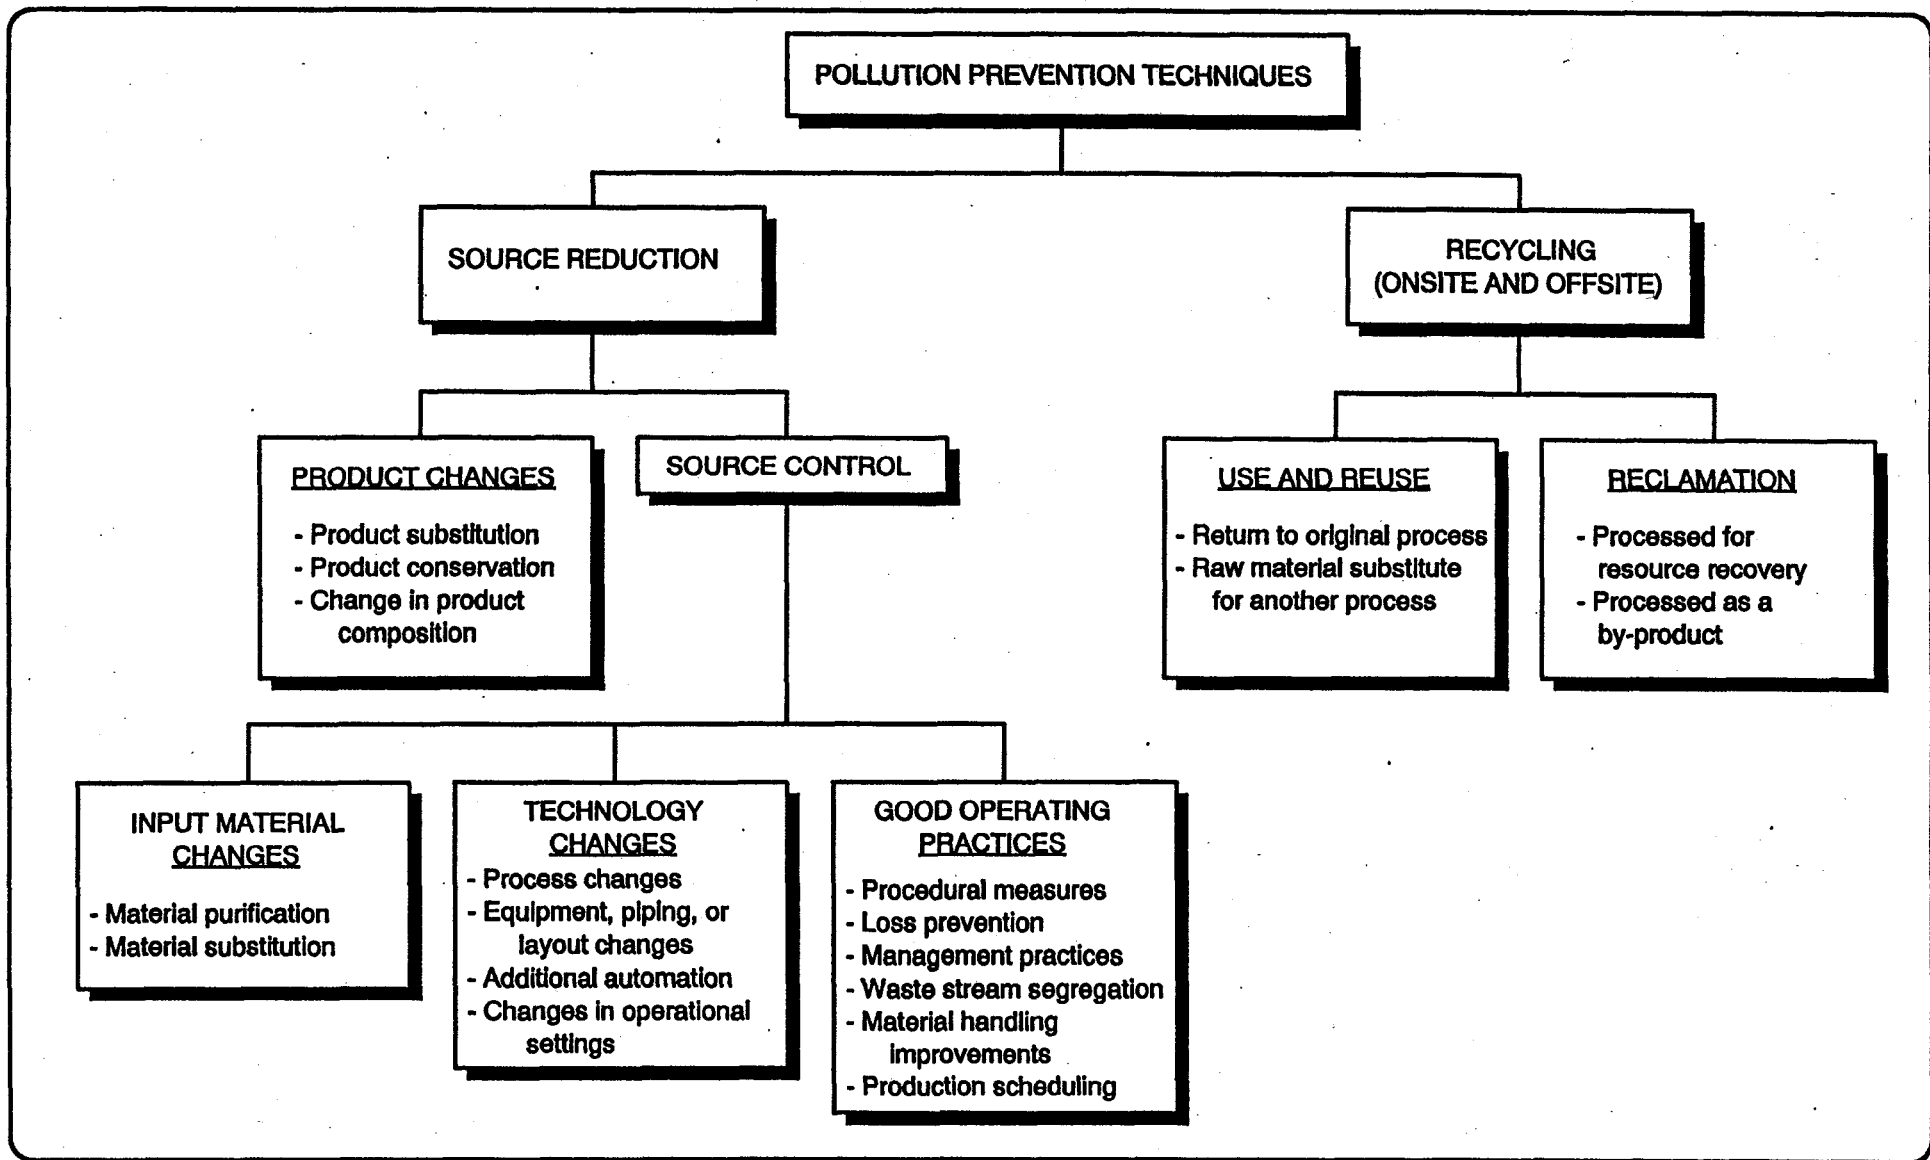 POLLUTION PREVENTION TECHNIQUES
SOURCE REDUCTION
RECYCLING
(ONSITE AND OFFSITE)
PRODUCT CHANGES
- Product substitution
- Product conservation
- Change in product
composition
SOURCE CONTROL
USE AND REUSE
- Return to original process
- Raw material substitute
for another process
RECLAMATION
- Processed for
resource recovery
- Processed as a
by-product
INPUT MATERIAL
CHANGES
- Material purification
- Material substitution
TECHNOLOGY
CHANGES
- Process changes
- Equipment, piping, or
layout changes
- Additional automation
- Changes in operational
settings
GOOD OPERATING
PRACTICES
- Procedural measures
- Loss prevention
- Management practices
- Waste stream segregation
- Material handling
improvements
- Production scheduling